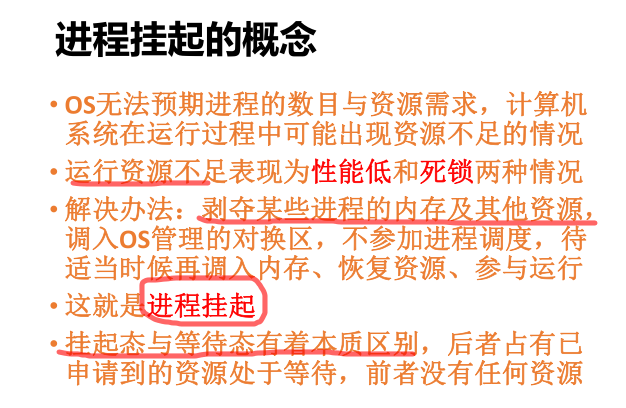 进程挂起的概念
• OS无法预期进程的数目与资源需求，计算机
系统在运行过程中可能出现资源不足的情况
• 运行资源不足表现为性能低和死锁两种情况
• 解决办法：剥夺某些进程的内存及其他资源，
调入OS管理的对换区，不参加进程调度，待
适当时候再调入内存、恢复资源、参与运行
• 这就是进程挂起
• 挂起态与等待态有着本质区别，后者占有已
申请到的资源处于等待，前者没有任何资源